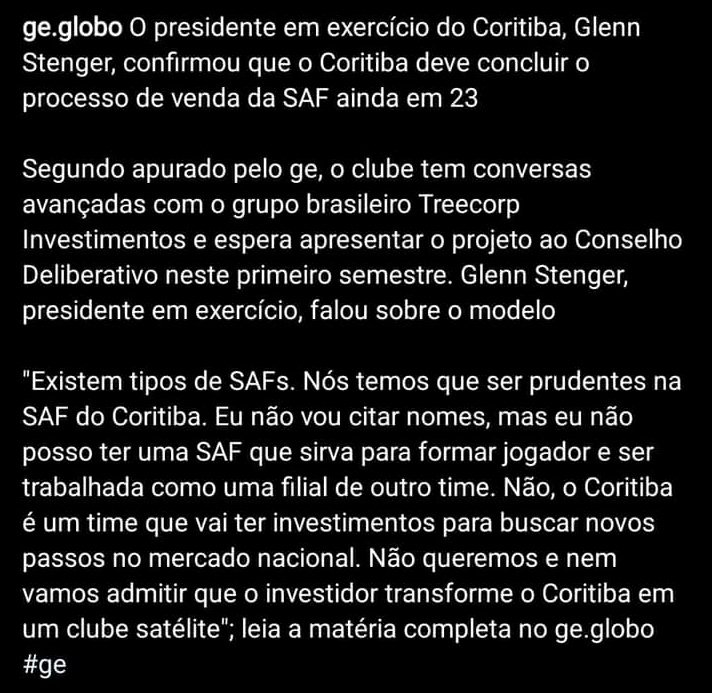 ge.globo O presidente em exercício do Coritiba, Glenn
Stenger, confirmou que o Coritiba deve concluir o
processo de venda da SAF ainda em 23
Segundo apurado pelo ge, o clube tem conversas
avançadas com o grupo brasileiro Treecorp
Investimentos e espera apresentar o projeto ao Conselho
Deliberativo neste primeiro semestre. Glenn Stenger,
presidente em exercício, falou sobre o modelo
"Existem tipos de SAFs. Nós temos que ser prudentes na
SAF do Coritiba. Eu não vou citar nomes, mas eu não
posso ter uma SAF que sirva para formar jogador e ser
trabalhada como uma filial de outro time. Não, o Coritiba
é um time que vai ter investimentos para buscar novos
passos no mercado nacional. Não queremos e nem
vamos admitir que o investidor transforme o Coritiba em
um clube satélite"; leia a matéria completa no ge.globo
#ge